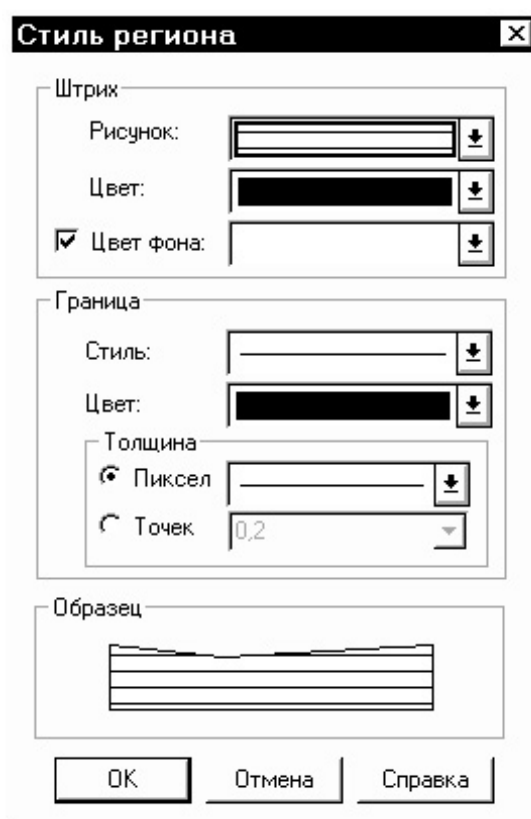 Стиль региона
Штрих
Рисунок:
Цвет:
Цвет фона:
Граница
Стиль:
Цвет:
Толщина
Пиксел
Точек 0,2
Образец
OK Отмена Справка